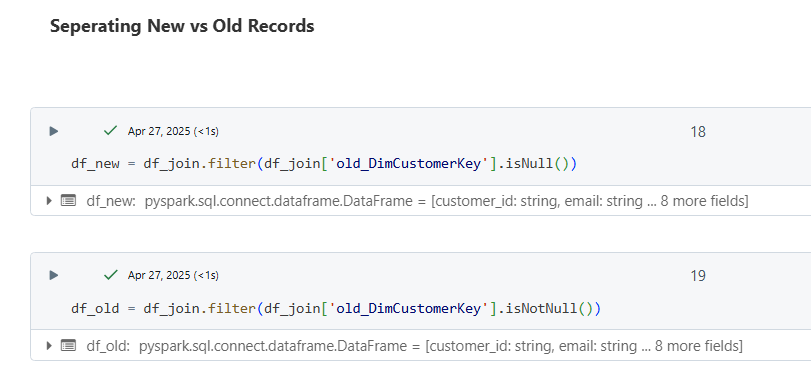 Seperating New vs Old Records
Apr 27, 2025 (<1s)
18
df_new = df_join.filter(df_join['old_DimCustomerKey'].isNull())
df_new: pyspark.sql.connect.dataframe.DataFrame = [customer_id: string, email: string ... 8 more fields]
Apr 27, 2025 (<1s)
19
df_old = df_join.filter(df_join['old_DimCustomerKey'].isNotNull())
df_old: pyspark.sql.connect.dataframe.DataFrame = [customer_id: string, email: string ... 8 more fields]